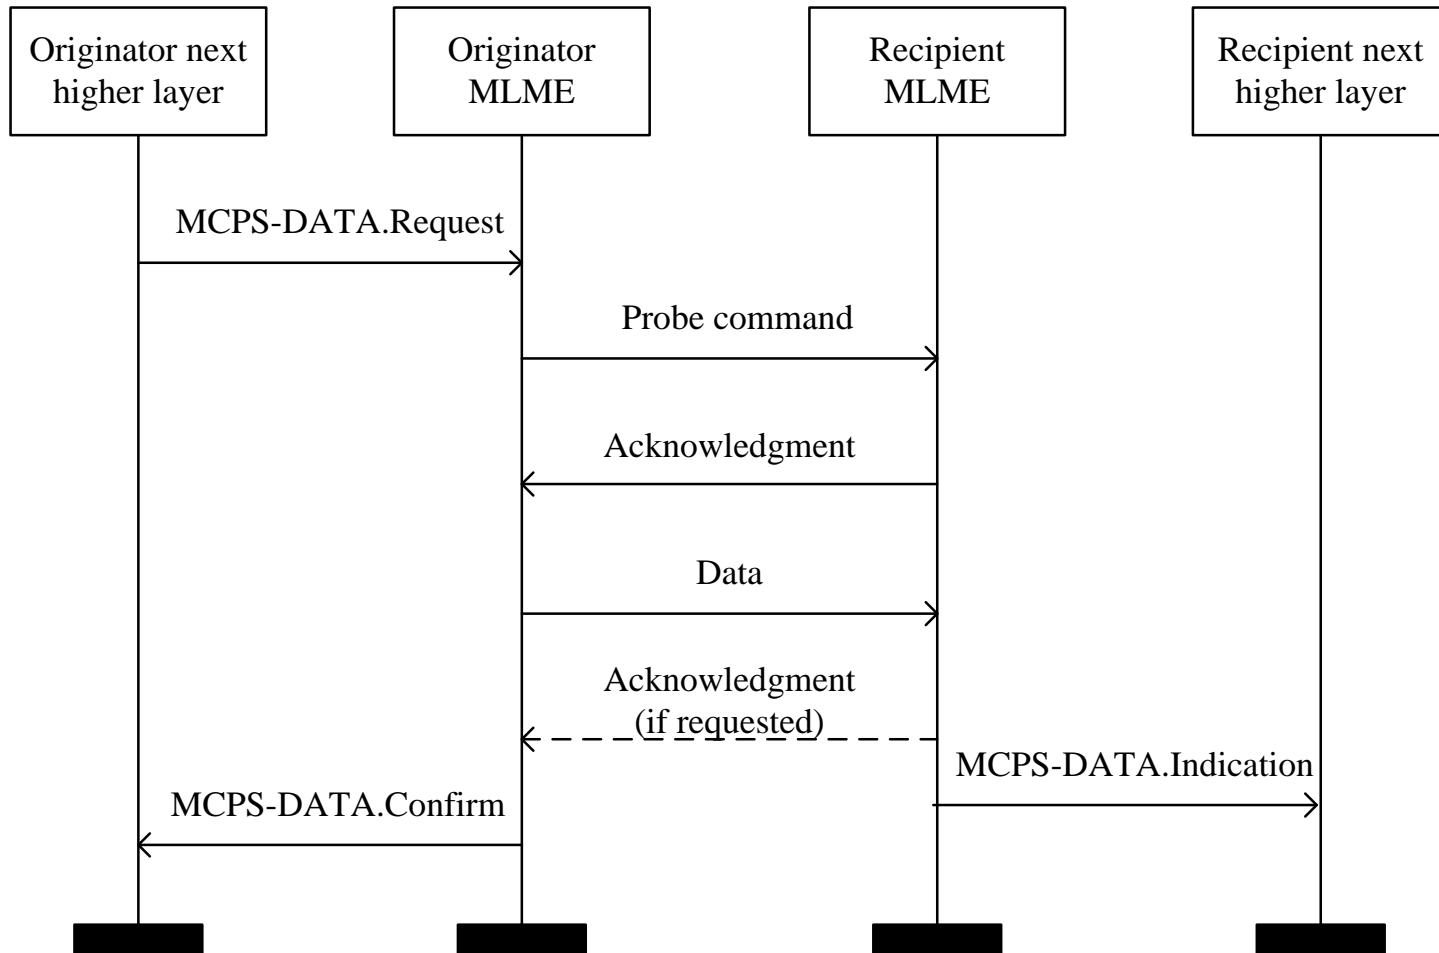 Originator next
higher layer
Originator
MLME
Recipient
MLME
Recipient next
higher layer
MCPS-DATA.Request
Probe command
Acknowledgment
Data
Acknowledgment
(if requested)
MCPS-DATA.Indication
MCPS-DATA.Confirm